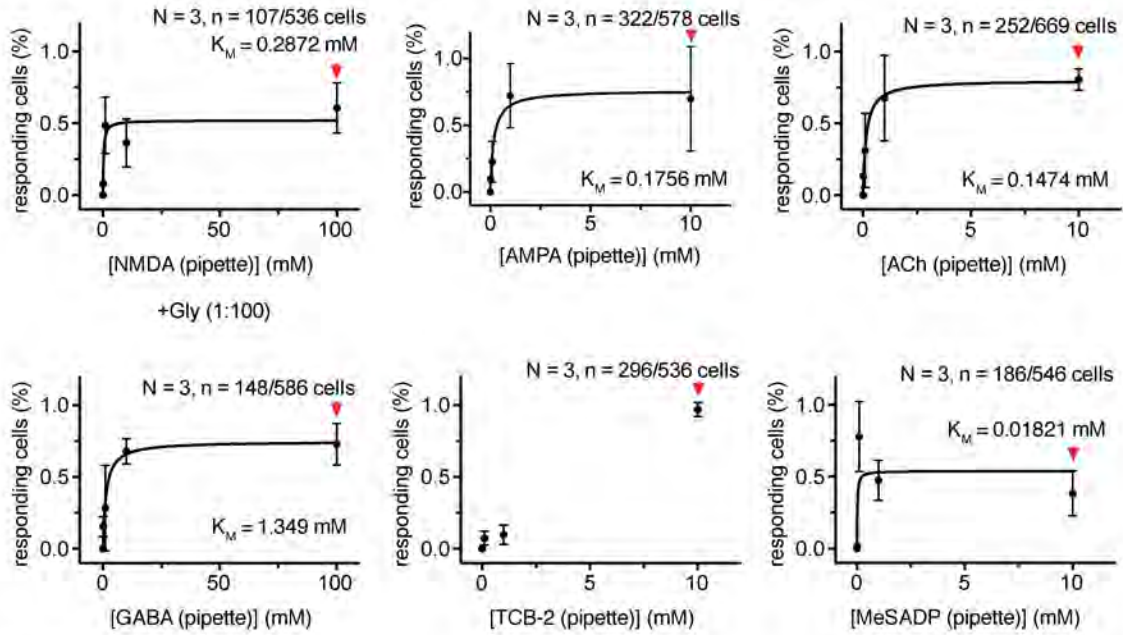 N = 3, n = 107/536 cells
K_M = 0.2872 mM
responding cells (%)
1.0
0.5
0.0
0
50
100
[NMDA (pipette)] (mM)
+Gly (1:100)
N = 3, n = 322/578 cells
responding cells (%)
1.0
0.5
0.0
K_M = 0.1756 mM
0
5
10
[AMPA (pipette)] (mM)
N = 3, n = 252/669 cells
responding cells (%)
1.0
0.5
0.0
K_M = 0.1474 mM
0
5
10
[ACh (pipette)] (mM)
N = 3, n = 148/586 cells
responding cells (%)
1.0
0.5
0.0
K_M = 1.349 mM
0
50
100
[GABA (pipette)] (mM)
N = 3, n = 296/536 cells
responding cells (%)
1.0
0.5
0.0
0
5
10
[TCB-2 (pipette)] (mM)
N = 3, n = 186/546 cells
K_M = 0.01821 mM
responding cells (%)
1.0
0.5
0.0
0
5
10
[MeSADP (pipette)] (mM)